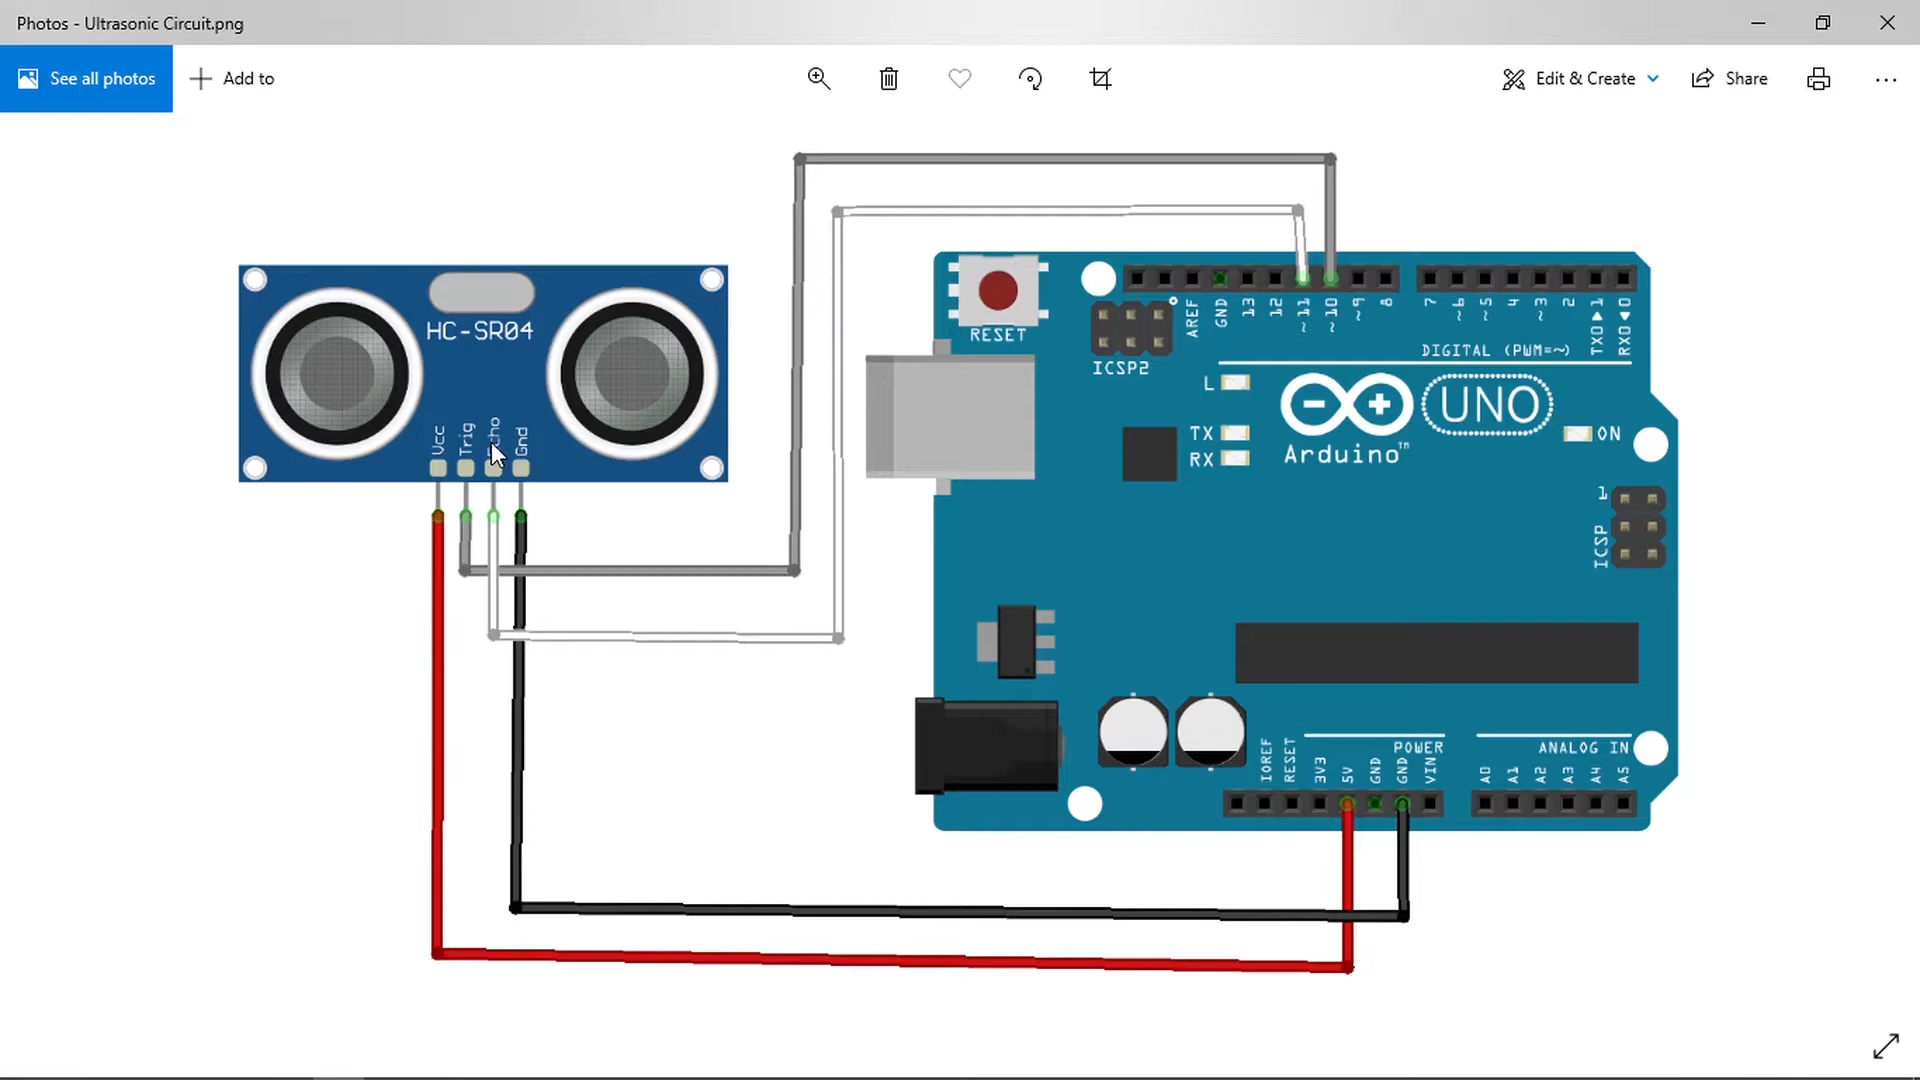 Photos - Ultrasonic Circuit.png
See all photos
Add to
Edit & Create
Share
HC-SR04
Vcc
Trig
Echo
Gnd
RESET
ICSP2
AREF
GND
13
12
~11
~10
~9
8
7
~6
~5
4
~3
2
TX0▶1
RX0◀0
DIGITAL (PWM=~)
L
TX
RX
UNO
Arduino™
ON
1
ICSP
IOREF
RESET
3V3
5V
GND
GND
VIN
POWER
ANALOG IN
A0
A1
A2
A3
A4
A5